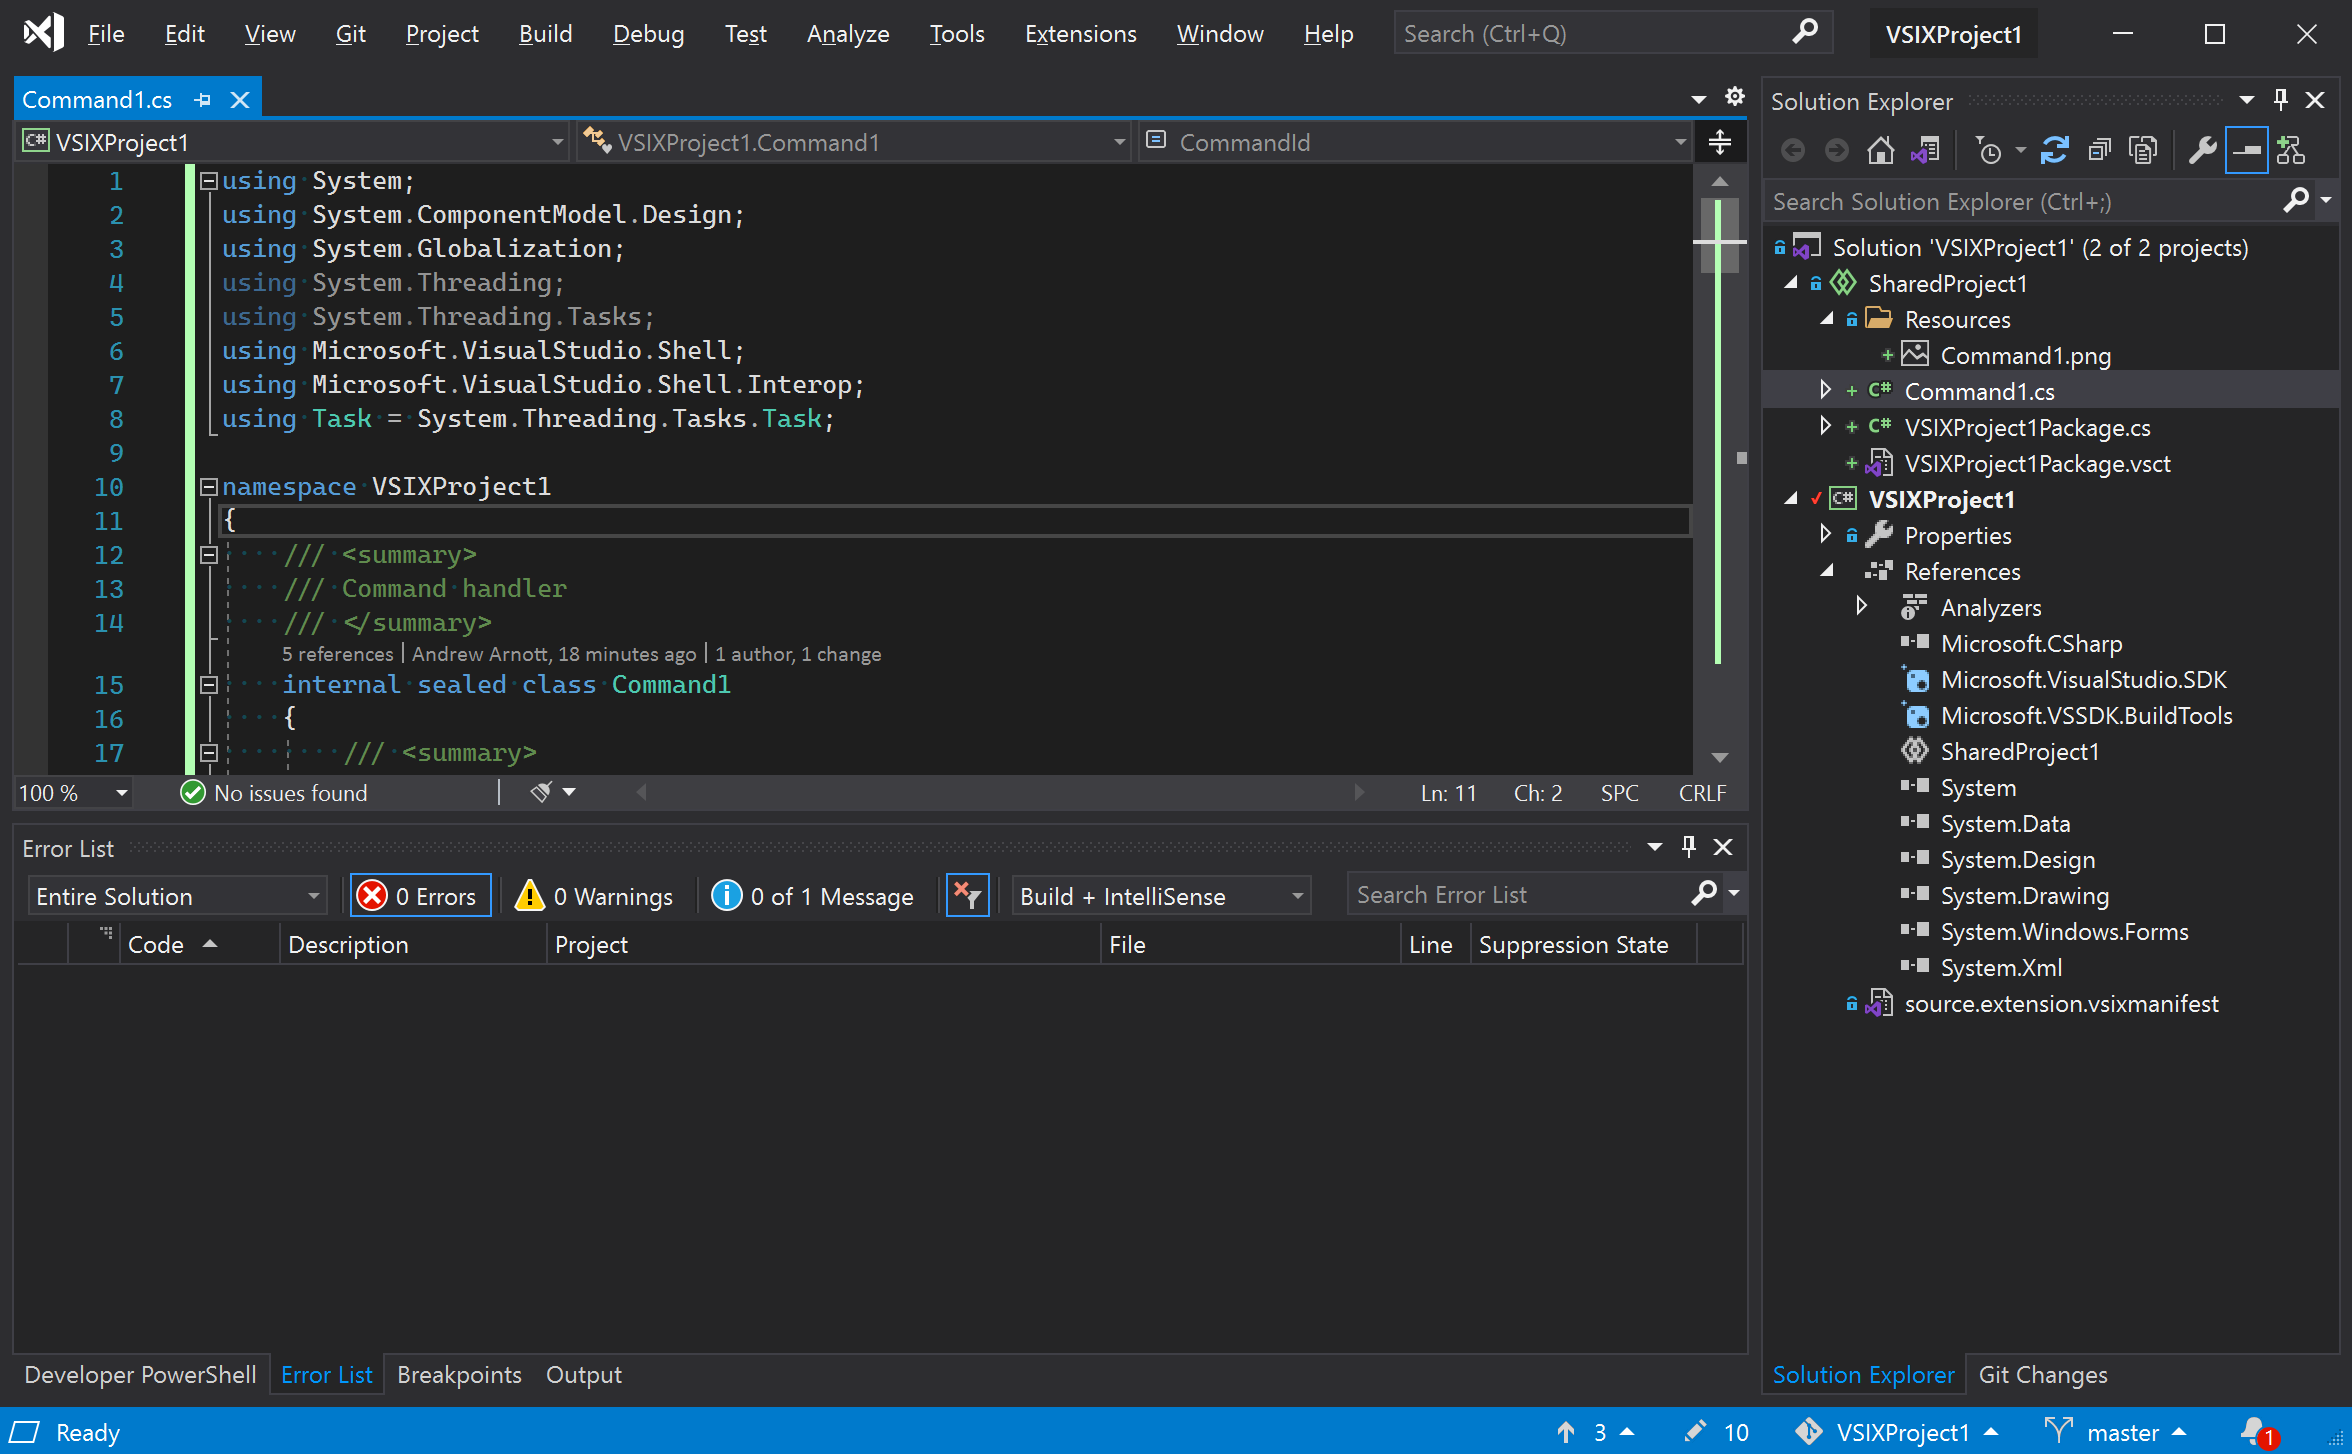 File Edit View Git Project Build Debug Test Analyze Tools Extensions Window Help Search (Ctrl+Q) VSIXProject1
Command1.cs
C# VSIXProject1 VSIXProject1.Command1 CommandId
1 using System;
2 using System.ComponentModel.Design;
3 using System.Globalization;
4 using System.Threading;
5 using System.Threading.Tasks;
6 using Microsoft.VisualStudio.Shell;
7 using Microsoft.VisualStudio.Shell.Interop;
8 using Task = System.Threading.Tasks.Task;
9
10 namespace VSIXProject1
11 {
12 /// <summary>
13 /// Command handler
14 /// </summary>
5 references | Andrew Arnott, 18 minutes ago | 1 author, 1 change
15 internal sealed class Command1
16 {
17 /// <summary>
100 % No issues found Ln: 11 Ch: 2 SPC CRLF
Error List
Entire Solution 0 Errors 0 Warnings 0 of 1 Message Build + IntelliSense Search Error List
Code Description Project File Line Suppression State
Developer PowerShell Error List Breakpoints Output
Solution Explorer
Search Solution Explorer (Ctrl+;)
Solution 'VSIXProject1' (2 of 2 projects)
SharedProject1
Resources
+ Command1.png
+ C# Command1.cs
+ C# VSIXProject1Package.cs
+ VSIXProject1Package.vsct
C# VSIXProject1
Properties
References
Analyzers
Microsoft.CSharp
Microsoft.VisualStudio.SDK
Microsoft.VSSDK.BuildTools
SharedProject1
System
System.Data
System.Design
System.Drawing
System.Windows.Forms
System.Xml
source.extension.vsixmanifest
Solution Explorer Git Changes
Ready 3 10 VSIXProject1 master 1